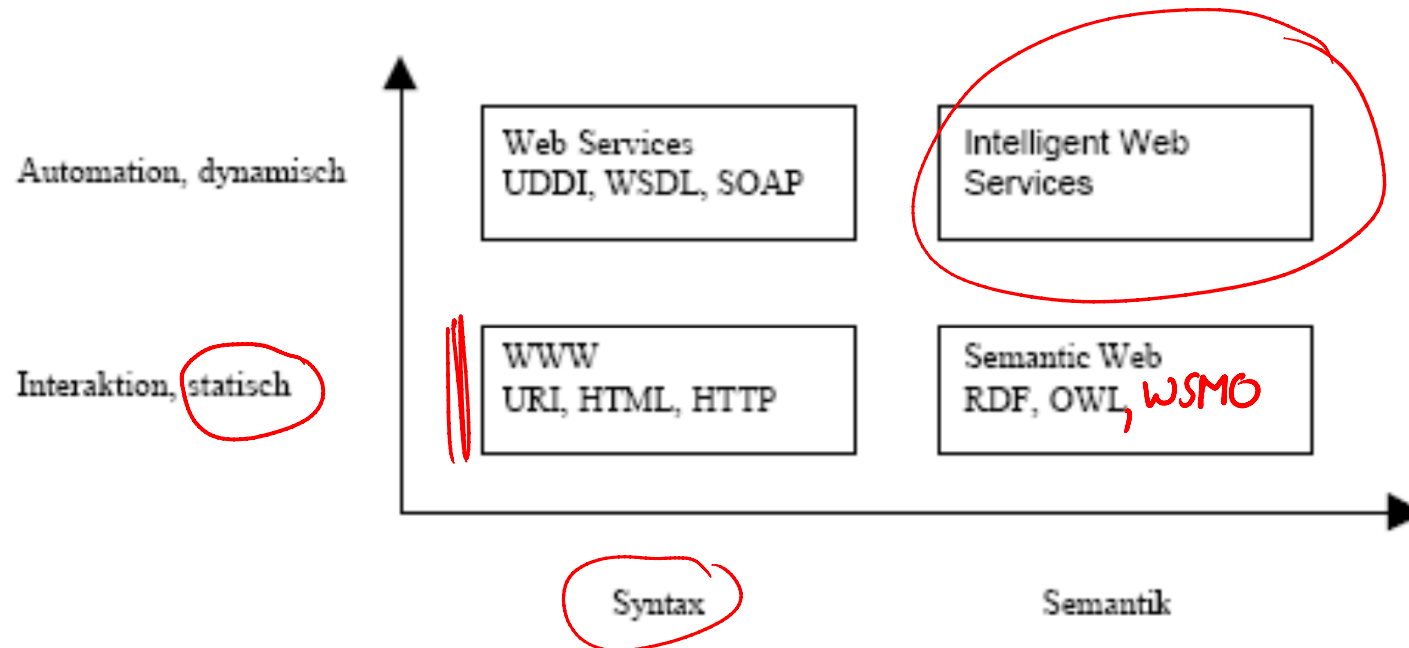 Automation, dynamisch
Web Services
UDDI, WSDL, SOAP
Intelligent Web
Services
Interaktion, statisch
WWW
URI, HTML, HTTP
Semantic Web
RDF, OWL, WSMO
Syntax
Semantik